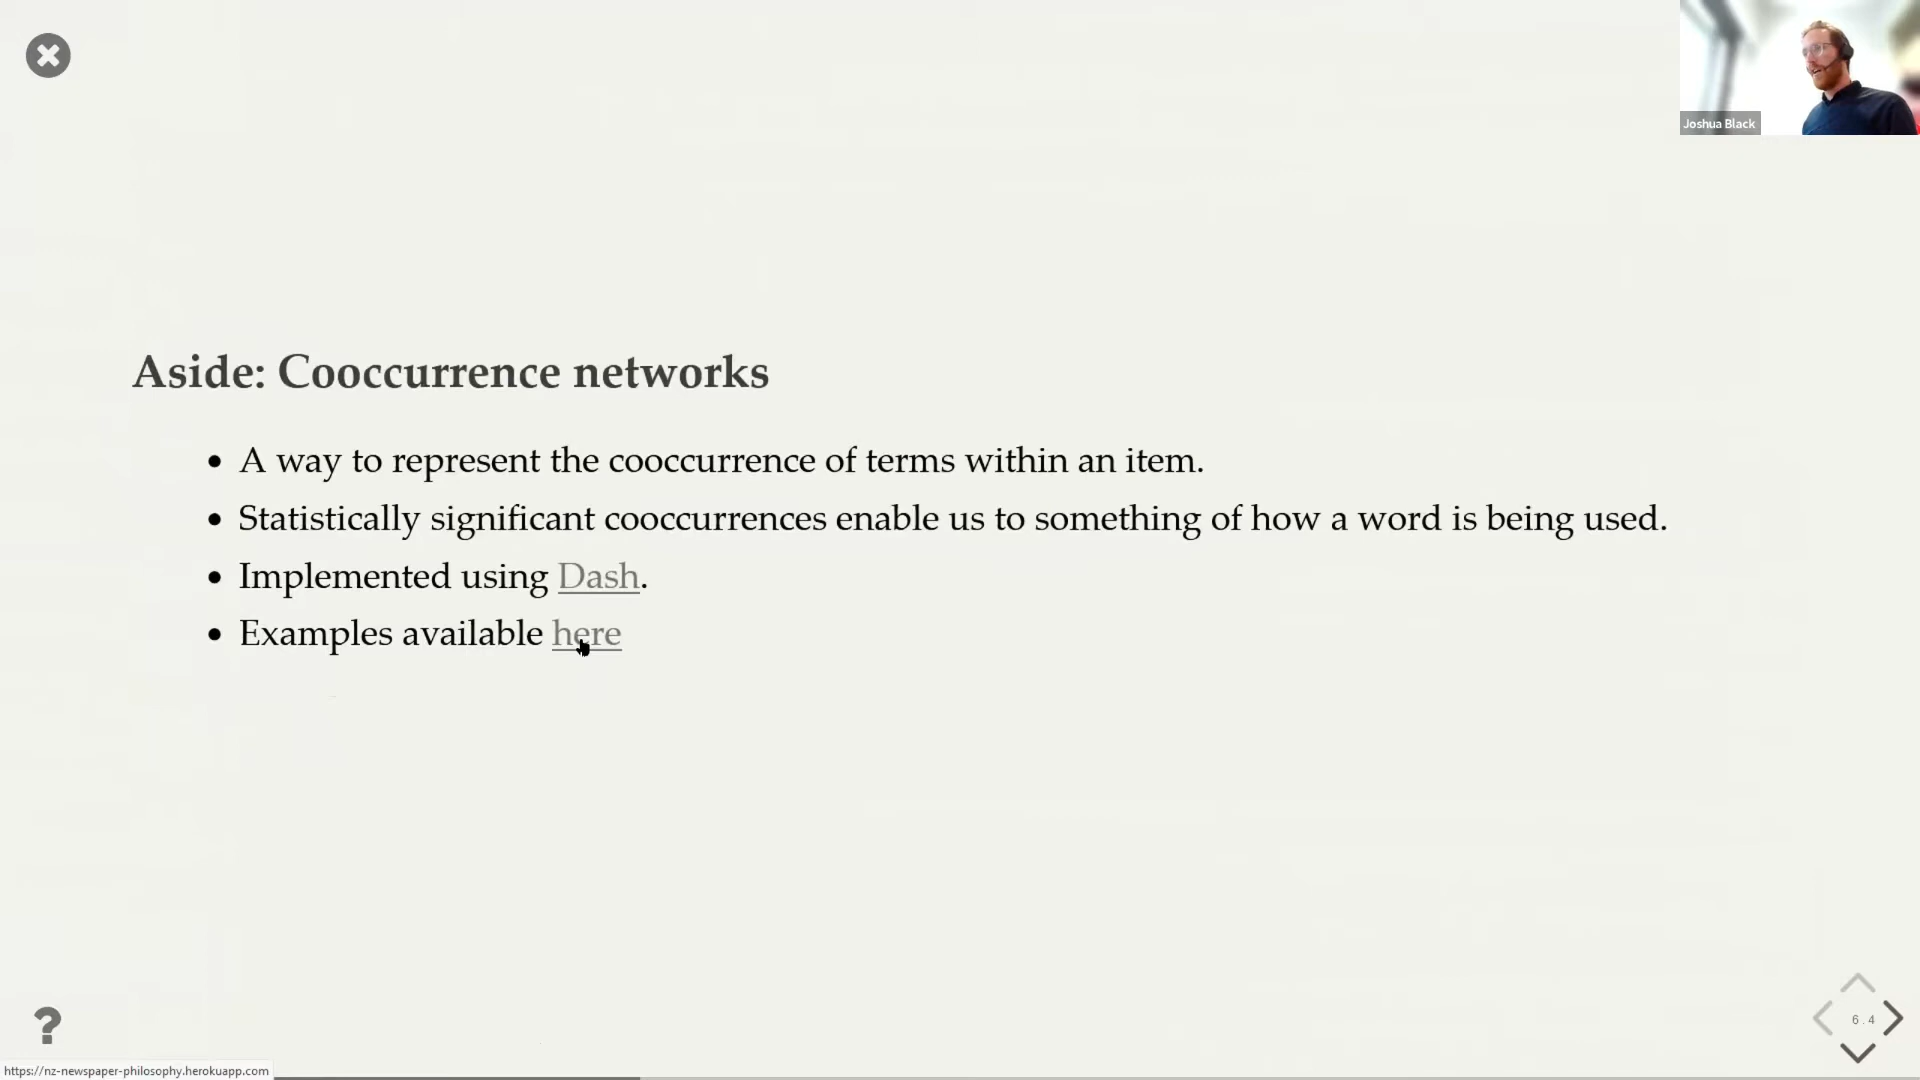 Joshua Black
Aside: Cooccurrence networks
• A way to represent the cooccurrence of terms within an item.
• Statistically significant cooccurrences enable us to something of how a word is being used.
• Implemented using Dash.
• Examples available here
?
6.4
https://nz-newspaper-philosophy.herokuapp.com